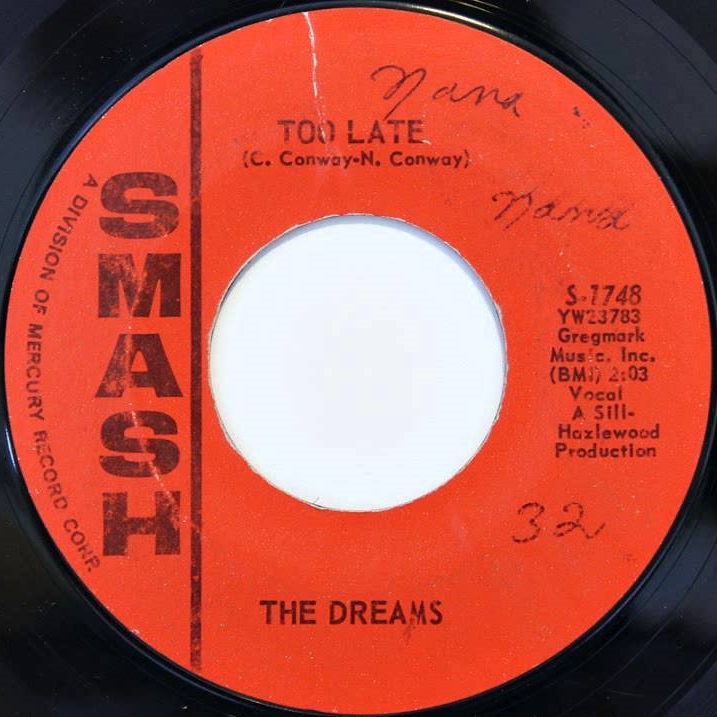 Nana
TOO LATE
(C. Conway-N. Conway)
Nana
SMASH
A DIVISION OF MERCURY RECORD CORP.
S-1748
YW23783
Gregmark
Music, Inc.
(BMI) 2:03
Vocal
A Sill-
Hazlewood
Production
32
THE DREAMS